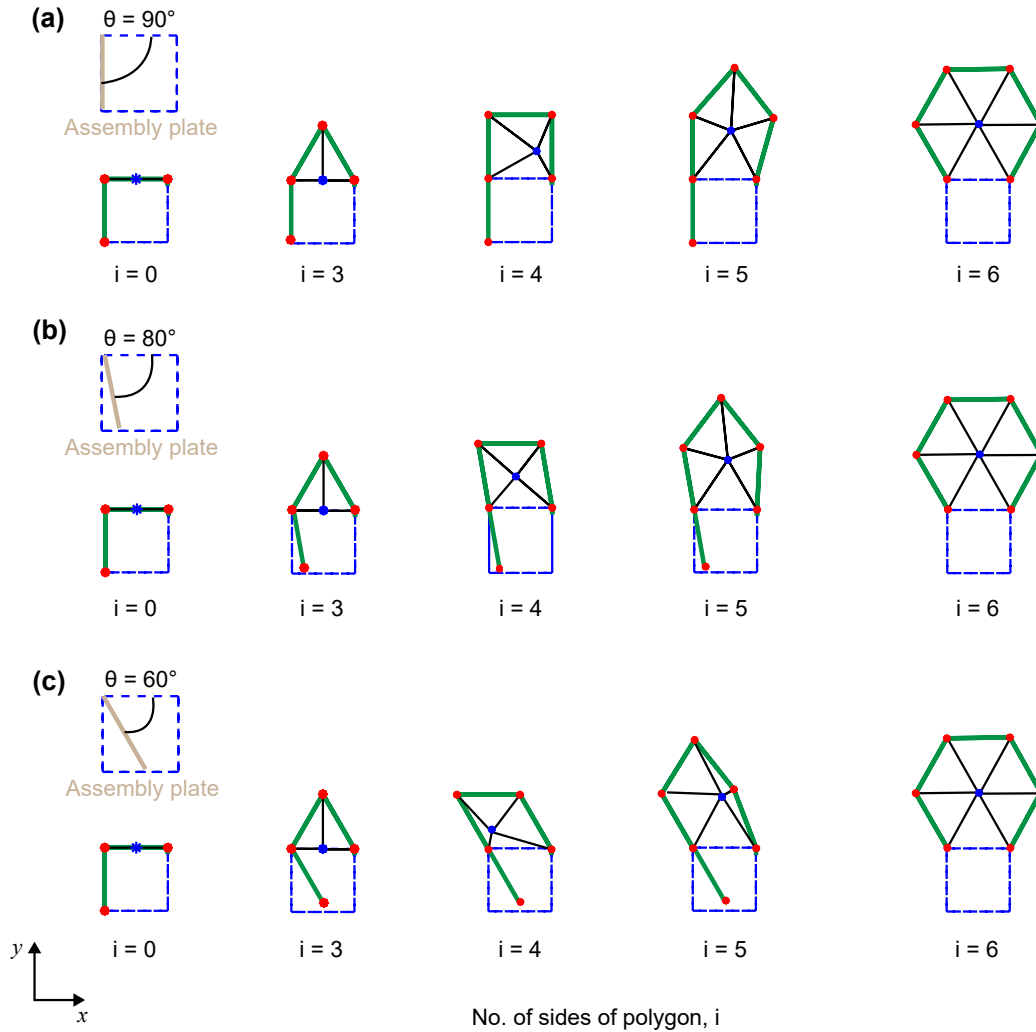 (a)
θ = 90°
Assembly plate
i = 0
i = 3
i = 4
i = 5
i = 6
(b)
θ = 80°
Assembly plate
i = 0
i = 3
i = 4
i = 5
i = 6
(c)
θ = 60°
Assembly plate
i = 0
i = 3
i = 4
i = 5
i = 6
y
x
No. of sides of polygon, i